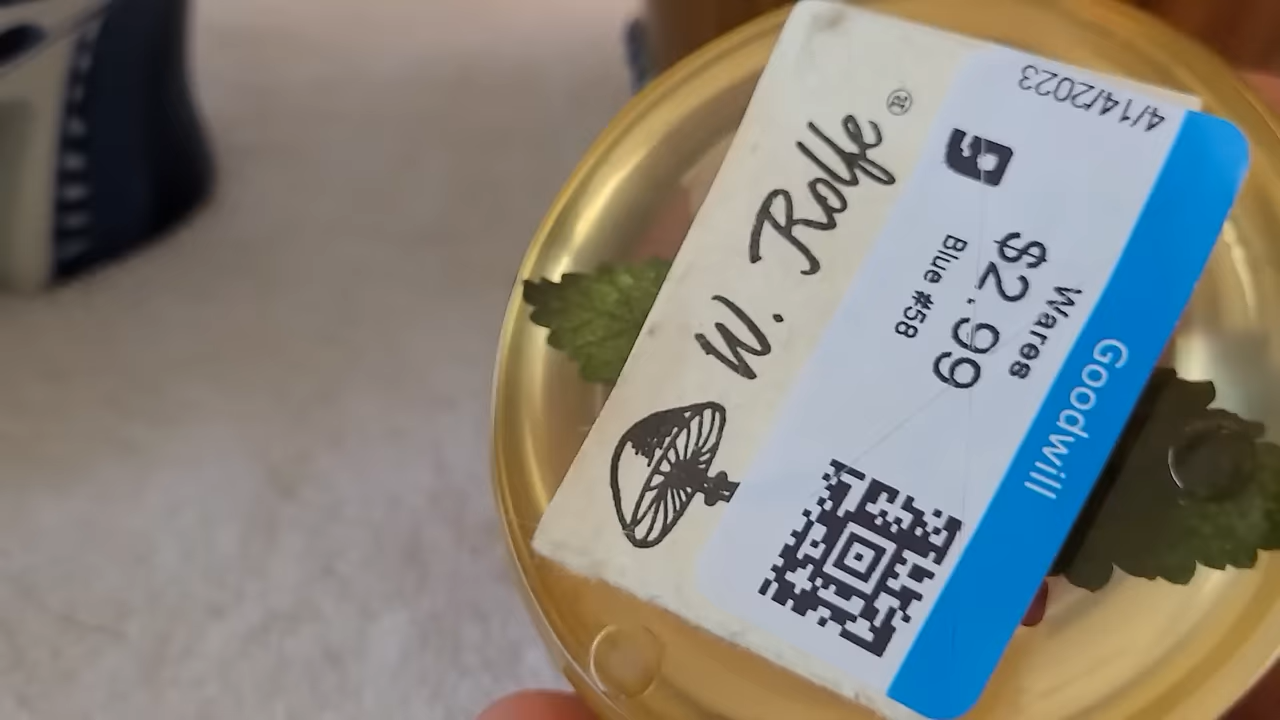 W. Rolfe ®
Goodwill
Wares
$2.99
Blue #58
4/14/2023